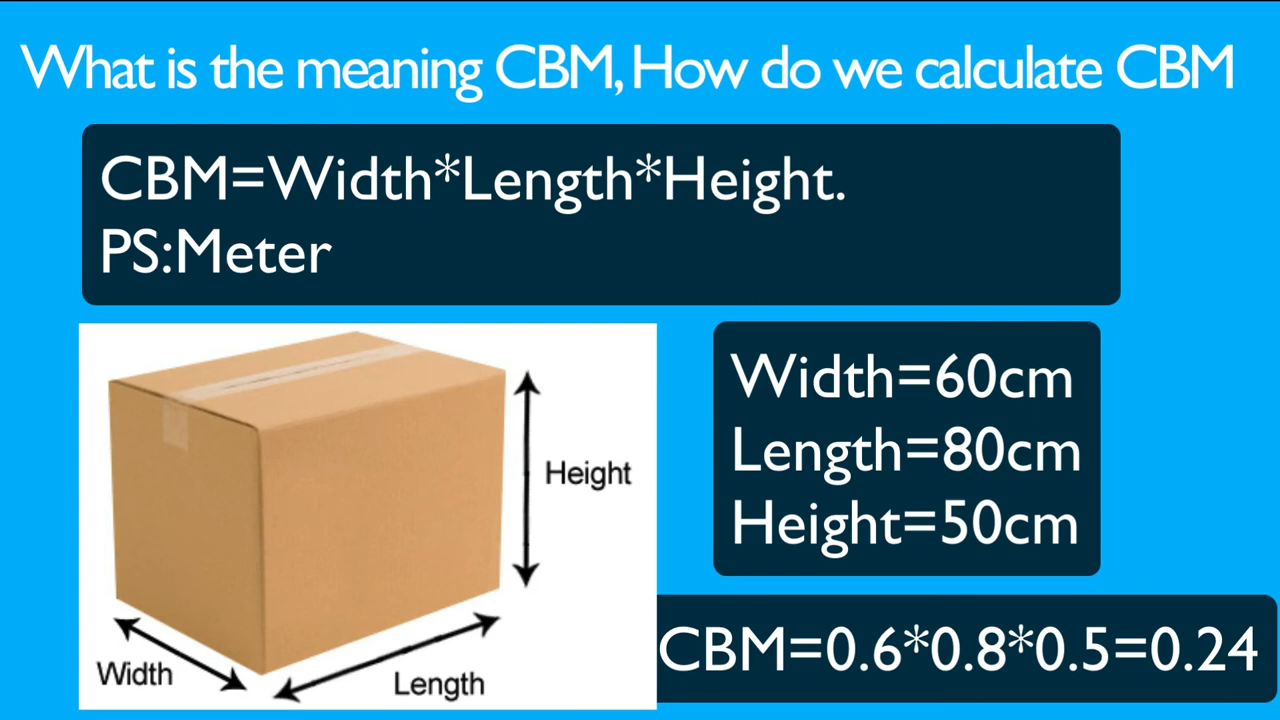 What is the meaning CBM, How do we calculate CBM
CBM=Width*Length*Height.
PS:Meter
Width=60cm
Length=80cm
Height=50cm
Height
Width
Length
CBM=0.6*0.8*0.5=0.24